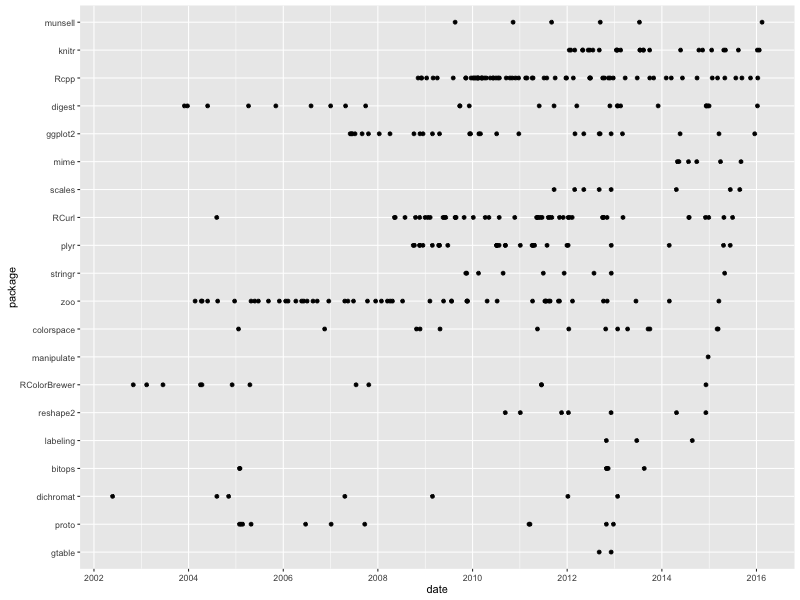 munsell
knitr
Rcpp
digest
ggplot2
mime
scales
RCurl
plyr
stringr
zoo
colorspace
manipulate
RColorBrewer
reshape2
labeling
bitops
dichromat
proto
gtable
package
2002 2004 2006 2008 2010 2012 2014 2016
date